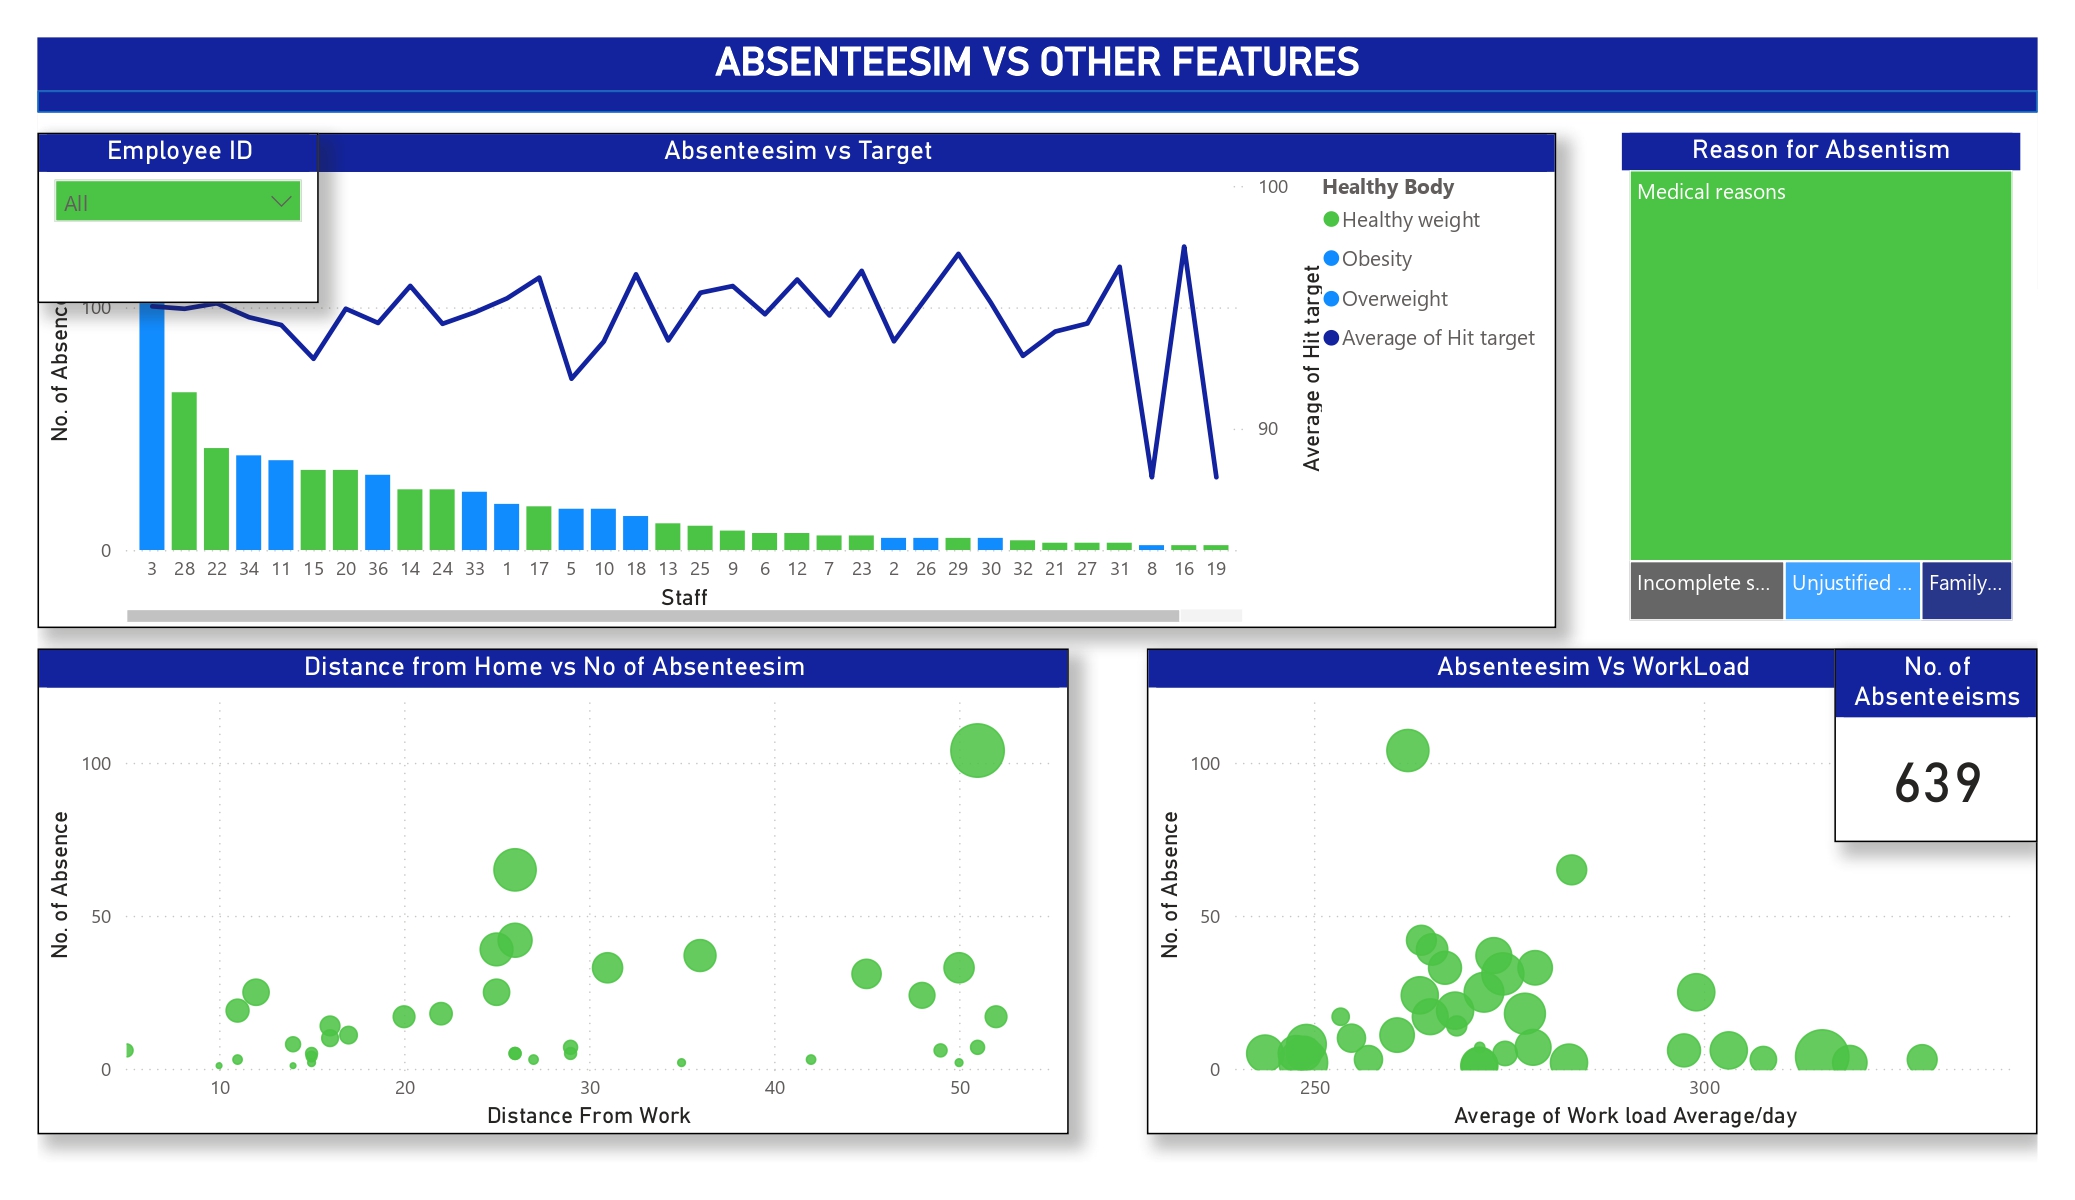 ABSENTEESIM VS OTHER FEATURES
Employee ID
All
Absenteesim vs Target
No. of Absence
100
0
100
90
Average of Hit target
Healthy Body
Healthy weight
Obesity
Overweight
Average of Hit target
3 28 22 34 11 15 20 36 14 24 33 1 17 5 10 18 13 25 9 6 12 7 23 2 26 29 30 32 21 27 31 8 16 19
Staff
Reason for Absentism
Medical reasons
Incomplete s...
Unjustified ...
Family...
Distance from Home vs No of Absenteesim
No. of Absence
100
50
0
10 20 30 40 50
Distance From Work
Absenteesim Vs WorkLoad
No. of Absence
100
50
0
250 300
Average of Work load Average/day
No. of
Absenteeisms
639